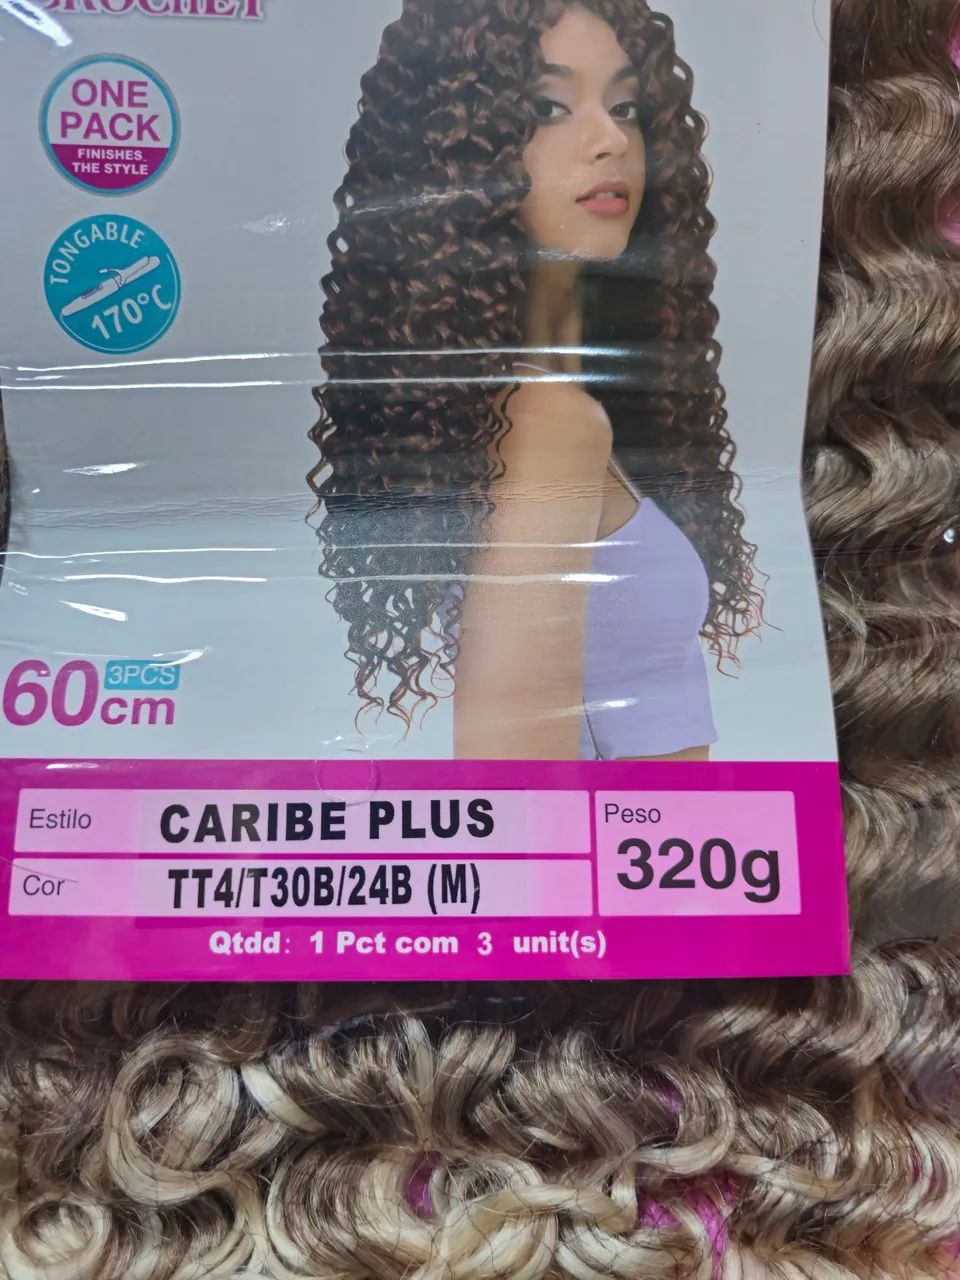 CROCHET
ONE
PACK
FINISHES
THE STYLE
TONGABLE
170°C
60cm
3PCS
Estilo CARIBE PLUS
Peso
320g
Cor TT4/T30B/24B (M)
Qtdd: 1 Pct com 3 unit(s)